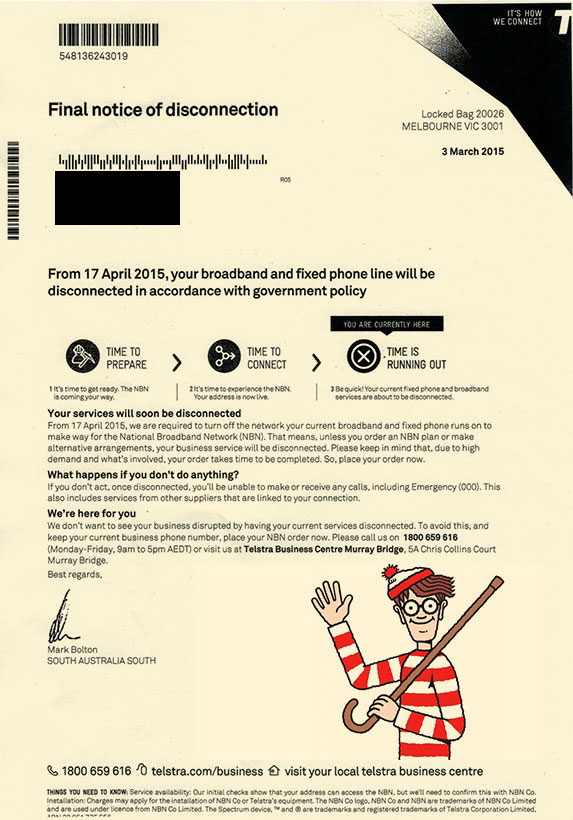 IT'S HOW
WE CONNECT
548136243019
Final notice of disconnection
Locked Bag 20026
MELBOURNE VIC 3001
3 March 2015
R05
From 17 April 2015, your broadband and fixed phone line will be
disconnected in accordance with government policy
YOU ARE CURRENTLY HERE
TIME TO
PREPARE
TIME TO
CONNECT
TIME IS
RUNNING OUT
1 It's time to get ready. The NBN
is coming your way.
2 It's time to experience the NBN.
Your address is now live.
3 Be quick! Your current fixed phone and broadband
services are about to be disconnected.
Your services will soon be disconnected
From 17 April 2015, we are required to turn off the network your current broadband and fixed phone runs on to
make way for the National Broadband Network (NBN). That means, unless you order an NBN plan or make
alternative arrangements, your business service will be disconnected. Please keep in mind that, due to high
demand and what's involved, your order takes time to be completed. So, place your order now.
What happens if you don't do anything?
If you don't act, once disconnected, you'll be unable to make or receive any calls, including Emergency (000). This
also includes services from other suppliers that are linked to your connection.
We're here for you
We don't want to see your business disrupted by having your current services disconnected. To avoid this, and
keep your current business phone number, place your NBN order now. Please call us on 1800 659 616
(Monday-Friday, 9am to 5pm AEDT) or visit us at Telstra Business Centre Murray Bridge, 5A Chris Collins Court
Murray Bridge.
Best regards,
Mark Bolton
SOUTH AUSTRALIA SOUTH
1800 659 616 telstra.com/business visit your local telstra business centre
THINGS YOU NEED TO KNOW: Service availability: Our initial checks show that your address can access the NBN, but we'll need to confirm this with NBN Co.
Installation: Charges may apply for the installation of NBN Co or Telstra's equipment. The NBN Co logo, NBN Co and NBN are trademarks of NBN Co Limited
and are used under licence from NBN Co Limited. The Spectrum device, ™ and ® are trademarks and registered trademarks of Telstra Corporation Limited,